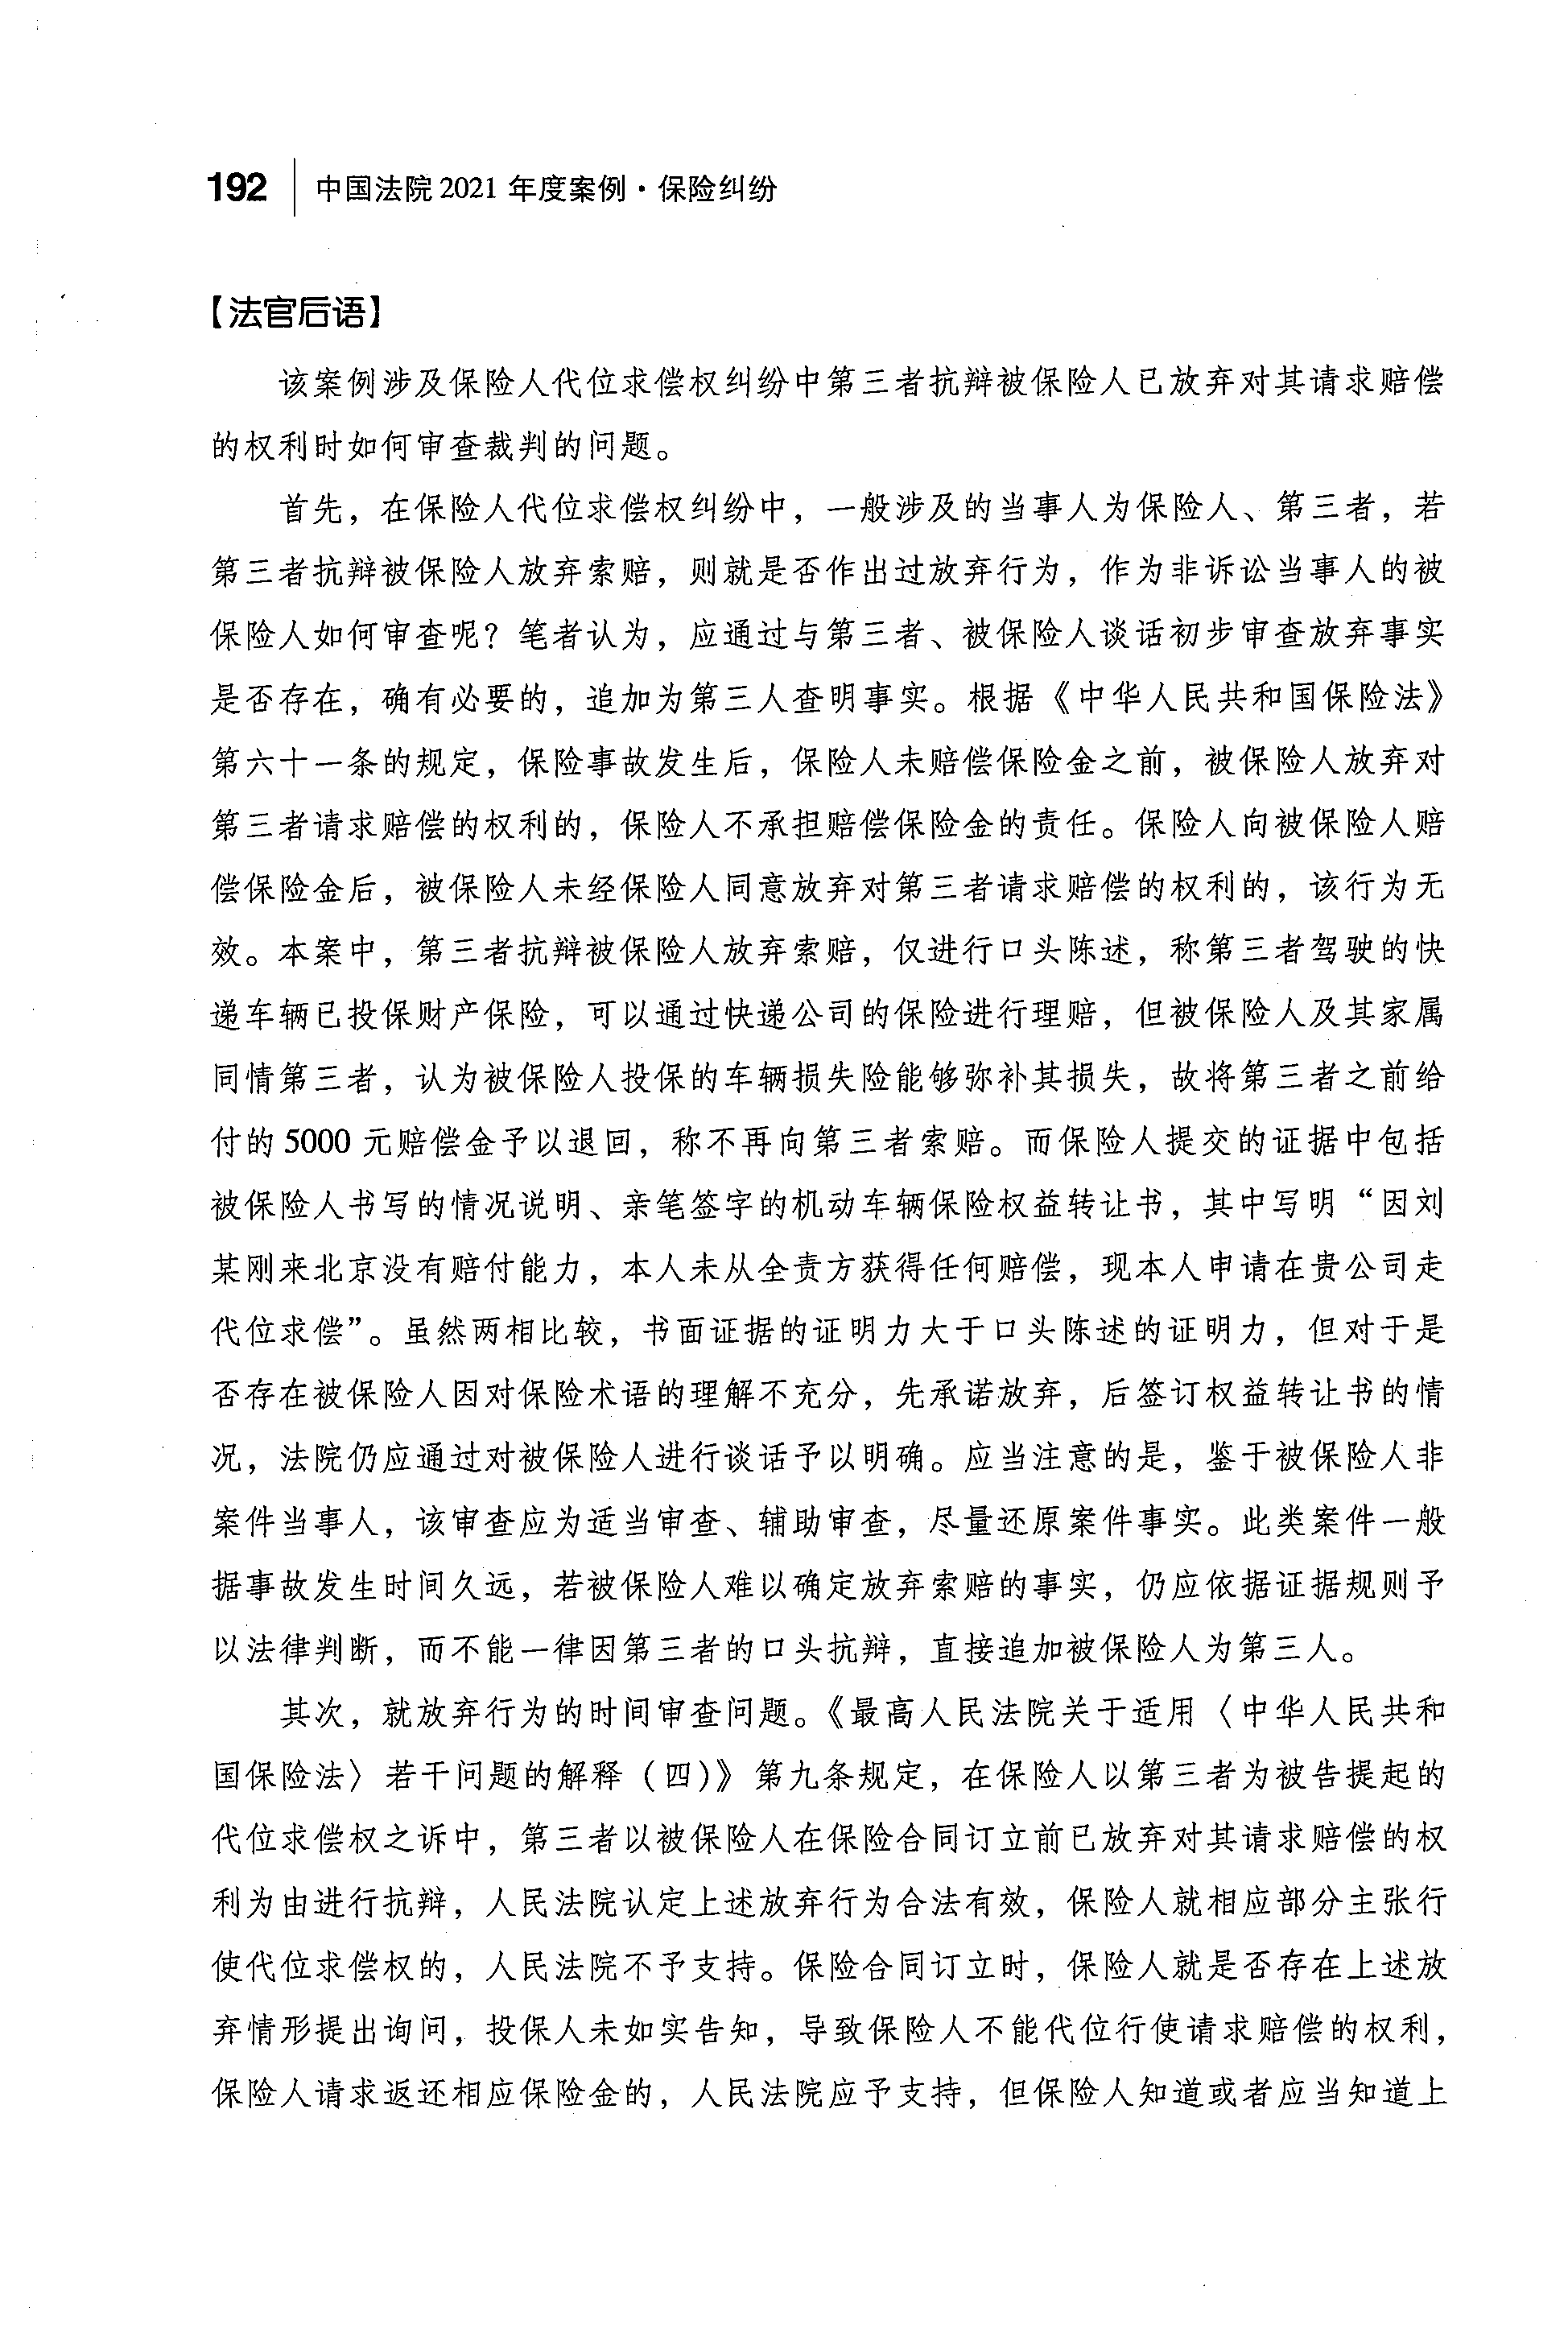 192 中国法院 2021 年度案例·保险纠纷
【法官后语】
该案例涉及保险人代位求偿权纠纷中第三者抗辩被保险人已放弃对其请求赔偿
的权利时如何审查裁判的问题。
首先，在保险人代位求偿权纠纷中，一般涉及的当事人为保险人、第三者，若
第三者抗辩被保险人放弃索赔，则就是否作出过放弃行为，作为非诉讼当事人的被
保险人如何审查呢？笔者认为，应通过与第三者、被保险人谈话初步审查放弃事实
是否存在，确有必要的，追加为第三人查明事实。根据《中华人民共和国保险法》
第六十一条的规定，保险事故发生后，保险人未赔偿保险金之前，被保险人放弃对
第三者请求赔偿的权利的，保险人不承担赔偿保险金的责任。保险人向被保险人赔
偿保险金后，被保险人未经保险人同意放弃对第三者请求赔偿的权利的，该行为无
效。本案中，第三者抗辩被保险人放弃索赔，仅进行口头陈述，称第三者驾驶的快
递车辆已投保财产保险，可以通过快递公司的保险进行理赔，但被保险人及其家属
同情第三者，认为被保险人投保的车辆损失险能够弥补其损失，故将第三者之前给
付的 5000 元赔偿金予以退回，称不再向第三者索赔。而保险人提交的证据中包括
被保险人书写的情况说明、亲笔签字的机动车辆保险权益转让书，其中写明“因刘
某刚来北京没有赔付能力，本人未从全责方获得任何赔偿，现本人申请在贵公司走
代位求偿”。虽然两相比较，书面证据的证明力大于口头陈述的证明力，但对于是
否存在被保险人因对保险术语的理解不充分，先承诺放弃，后签订权益转让书的情
况，法院仍应通过对被保险人进行谈话予以明确。应当注意的是，鉴于被保险人非
案件当事人，该审查应为适当审查、辅助审查，尽量还原案件事实。此类案件一般
据事故发生时间久远，若被保险人难以确定放弃索赔的事实，仍应依据证据规则予
以法律判断，而不能一律因第三者的口头抗辩，直接追加被保险人为第三人。
其次，就放弃行为的时间审查问题。《最高人民法院关于适用〈中华人民共和
国保险法〉若干问题的解释（四）》第九条规定，在保险人以第三者为被告提起的
代位求偿权之诉中，第三者以被保险人在保险合同订立前已放弃对其请求赔偿的权
利为由进行抗辩，人民法院认定上述放弃行为合法有效，保险人就相应部分主张行
使代位求偿权的，人民法院不予支持。保险合同订立时，保险人就是否存在上述放
弃情形提出询问，投保人未如实告知，导致保险人不能代位行使请求赔偿的权利，
保险人请求返还相应保险金的，人民法院应予支持，但保险人知道或者应当知道上